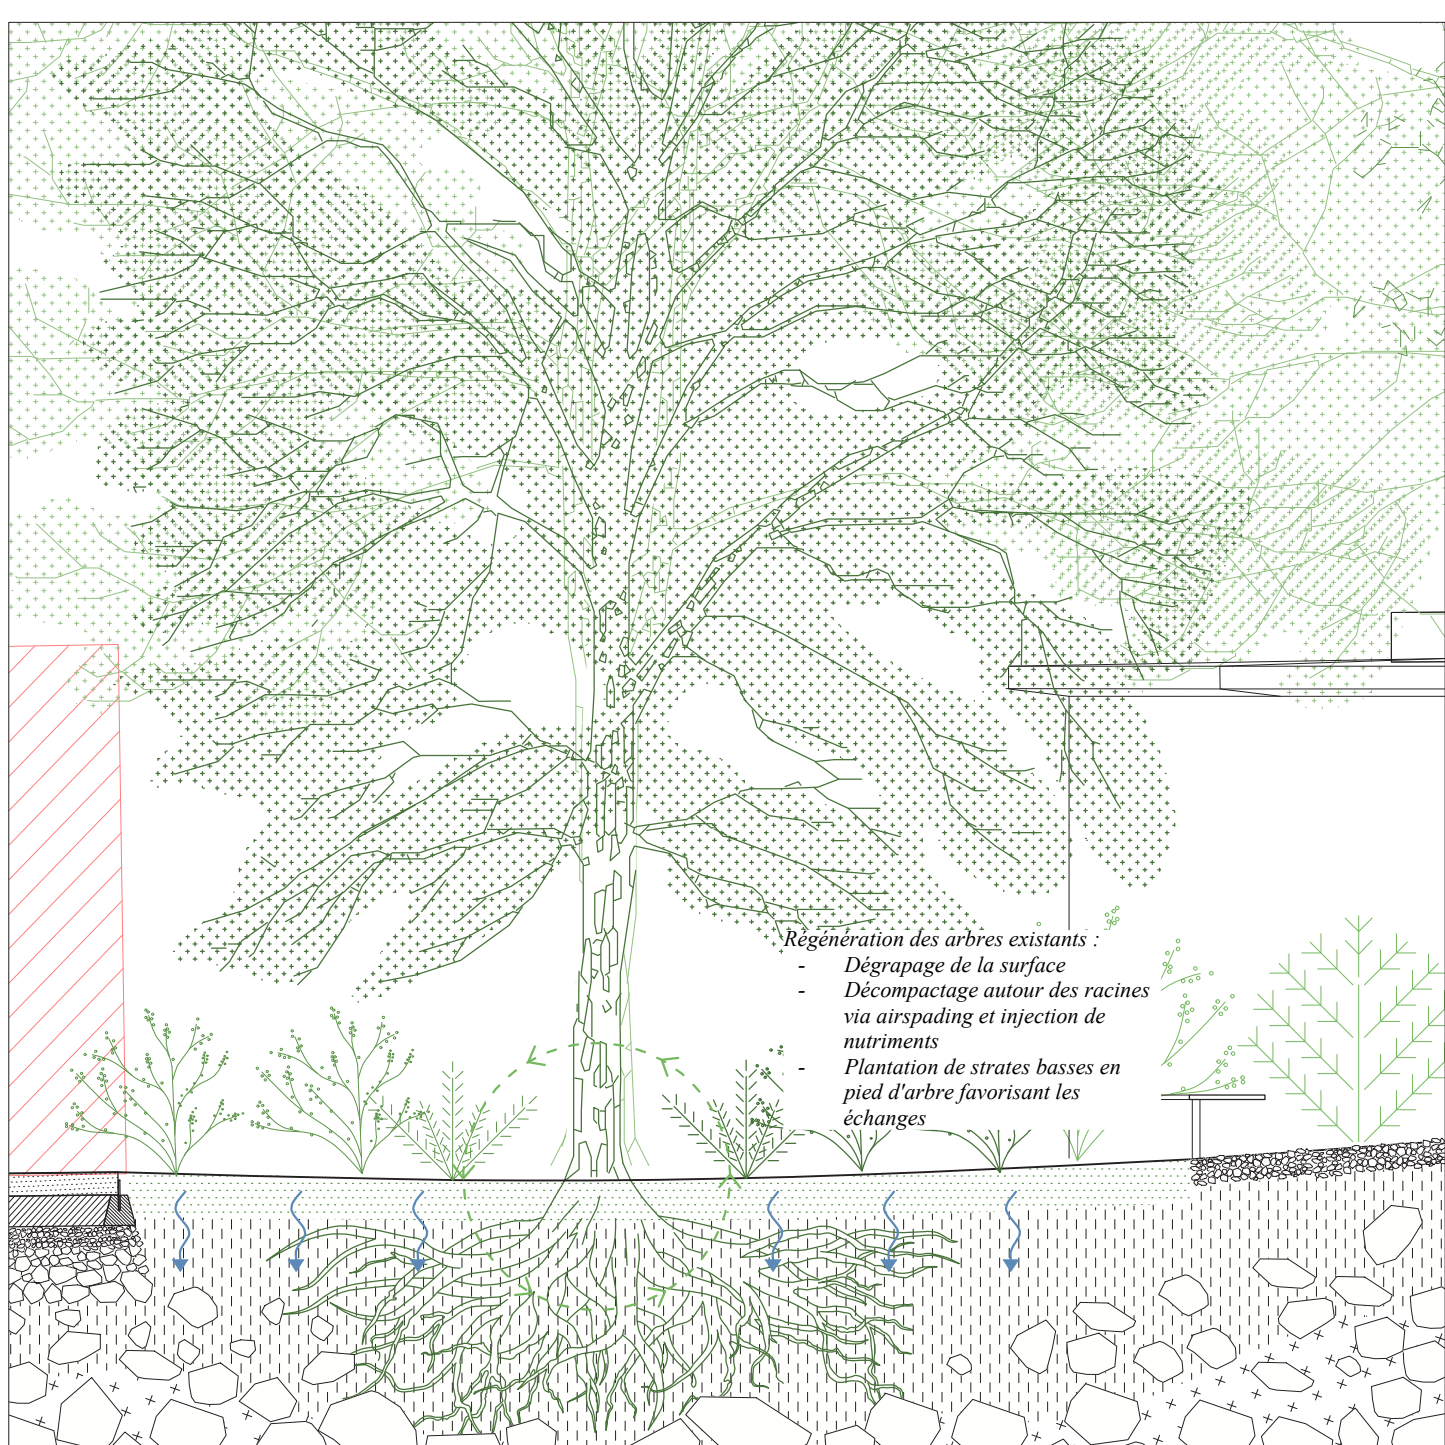 Régénération des arbres existants :
- Dégrapage de la surface
- Décompactage autour des racines
via airspading et injection de
nutriments
- Plantation de strates basses en
pied d'arbre favorisant les
échanges